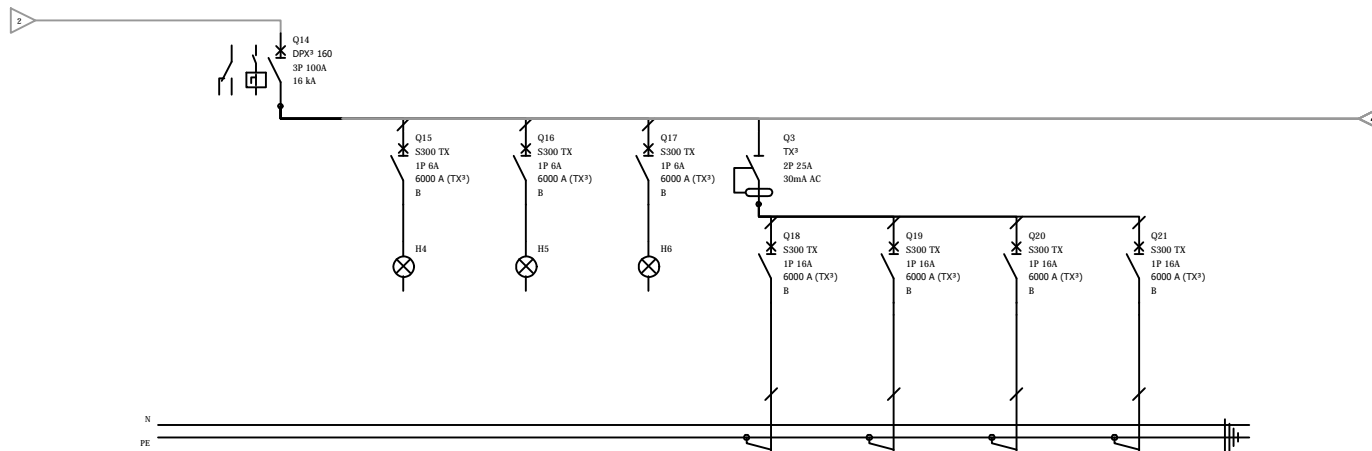 2
Q14
DPX³ 160
3P 100A
16 kA
Q15
S300 TX
1P 6A
6000 A (TX³)
B
Q16
S300 TX
1P 6A
6000 A (TX³)
B
Q17
S300 TX
1P 6A
6000 A (TX³)
B
Q3
TX³
2P 25A
30mA AC
H4
H5
H6
Q18
S300 TX
1P 16A
6000 A (TX³)
B
Q19
S300 TX
1P 16A
6000 A (TX³)
B
Q20
S300 TX
1P 16A
6000 A (TX³)
B
Q21
S300 TX
1P 16A
6000 A (TX³)
B
N
PE